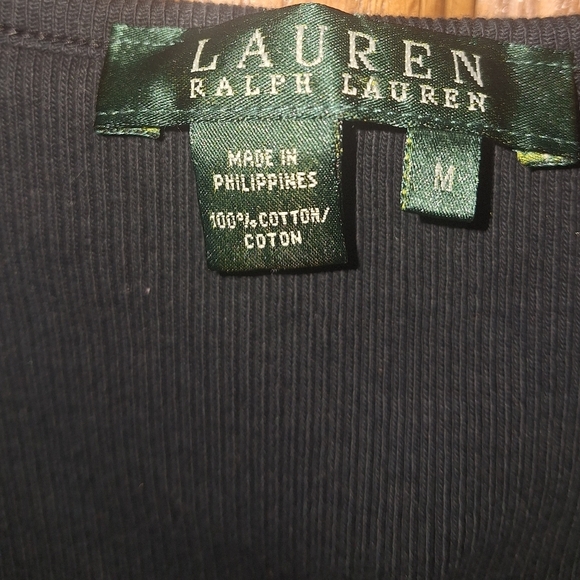 LAUREN
RALPH LAUREN
MADE IN
PHILIPPINES
100% COTTON/
COTON
M